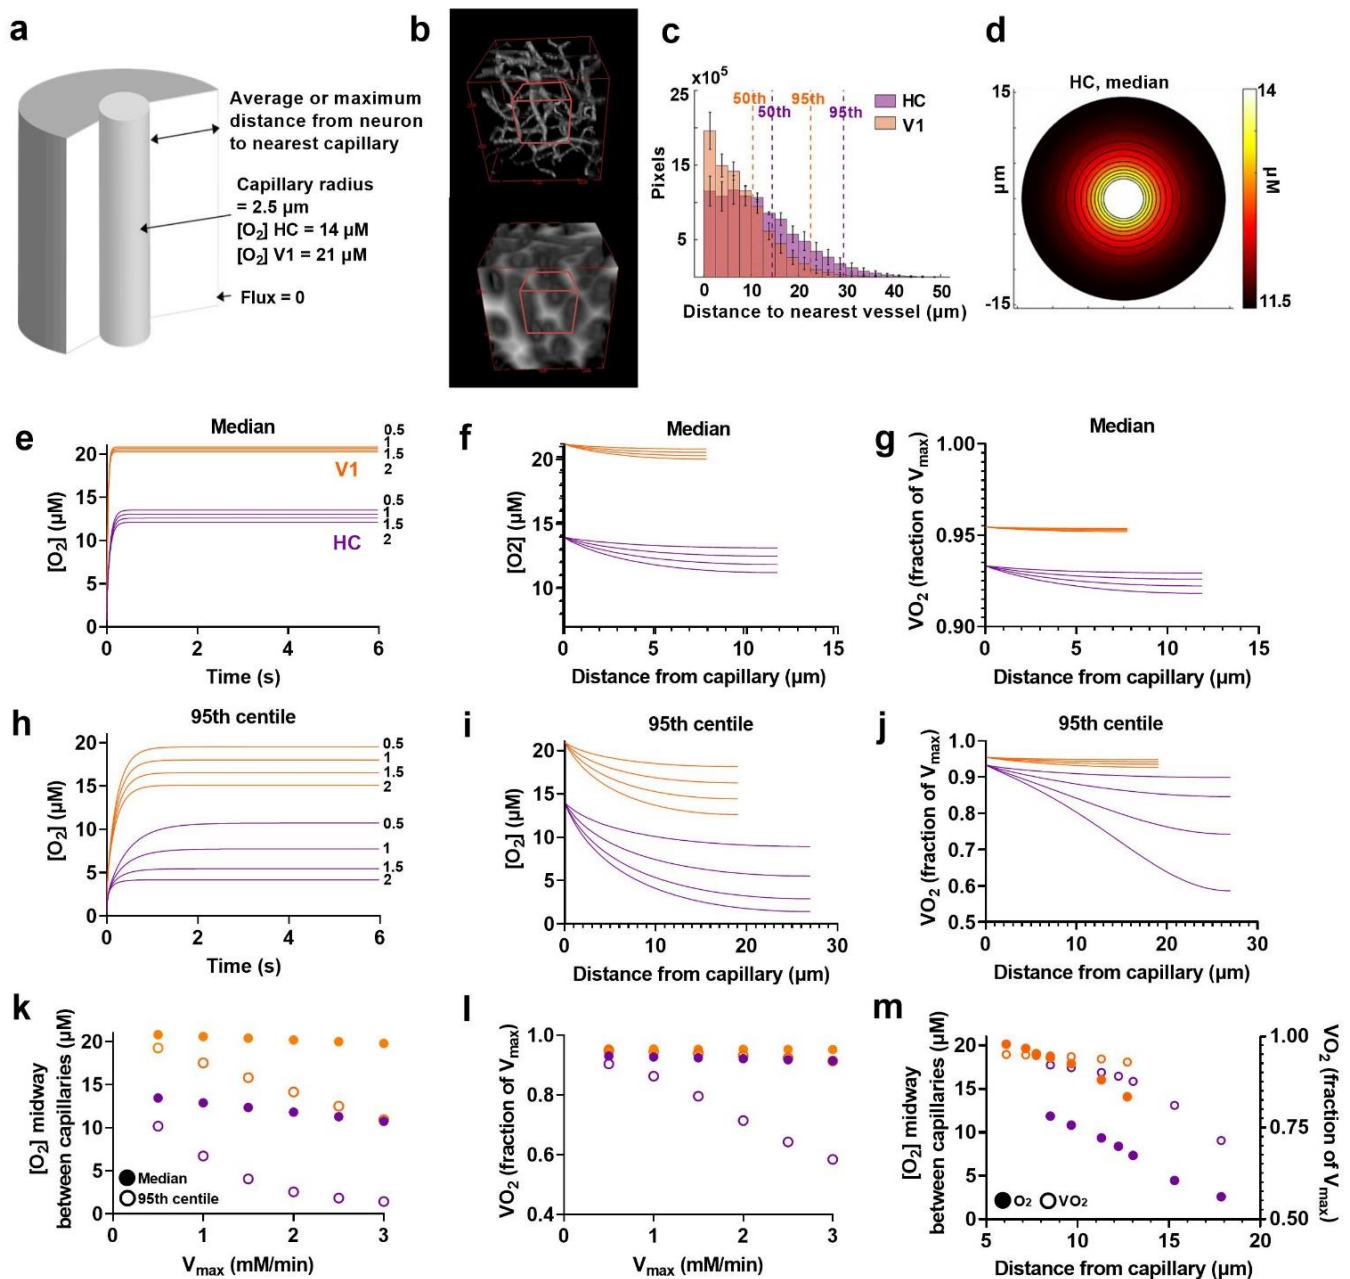 a
Average or maximum
distance from neuron
to nearest capillary
Capillary radius
= 2.5 µm
[O₂] HC = 14 µM
[O₂] V1 = 21 µM
Flux = 0
b
c
x10⁵
25
5
Pixels
50th
95th
50th
95th
HC
V1
0 10 20 30 40 50
Distance to nearest vessel (µm)
d
HC, median
15
µm
-15
14
µM
11.5
e
Median
[O₂] (µM)
20
15
10
5
0
V1
HC
0.5
1
1.5
2
0.5
1
1.5
2
0 2 4 6
Time (s)
f
Median
[O2] (µM)
20
15
10
0 5 10 15
Distance from capillary (µm)
g
Median
VO₂ (fraction of Vmax)
1.00
0.95
0.90
0 5 10 15
Distance from capillary (µm)
h
95th centile
[O₂] (µM)
20
15
10
5
0
0.5
1
1.5
2
0.5
1
1.5
2
0 2 4 6
Time (s)
i
95th centile
[O₂] (µM)
20
15
10
5
0
0 10 20 30
Distance from capillary (µm)
j
95th centile
VO₂ (fraction of Vmax)
1.0
0.9
0.8
0.7
0.6
0.5
0 10 20 30
Distance from capillary (µm)
k
[O₂] midway
between capillaries (µM)
20
15
10
5
0
Median
95th centile
0 1 2 3
Vmax (mM/min)
l
VO₂ (fraction of Vmax)
1.0
0.8
0.6
0.4
0 1 2 3
Vmax (mM/min)
m
[O₂] midway
between capillaries (µM)
20
15
10
5
0
O₂ VO₂
5 10 15 20
Distance from capillary (µm)
1.00
0.75
0.50
VO₂ (fraction of Vmax)